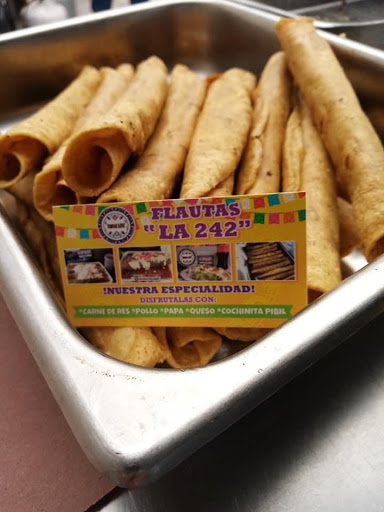 FLAUTAS
"LA 242"
!NUESTRA ESPECIALIDAD!
DISFRUTALAS CON:
*CARNE DE RES *POLLO *PAPA *QUESO *COCHINITA PIBIL